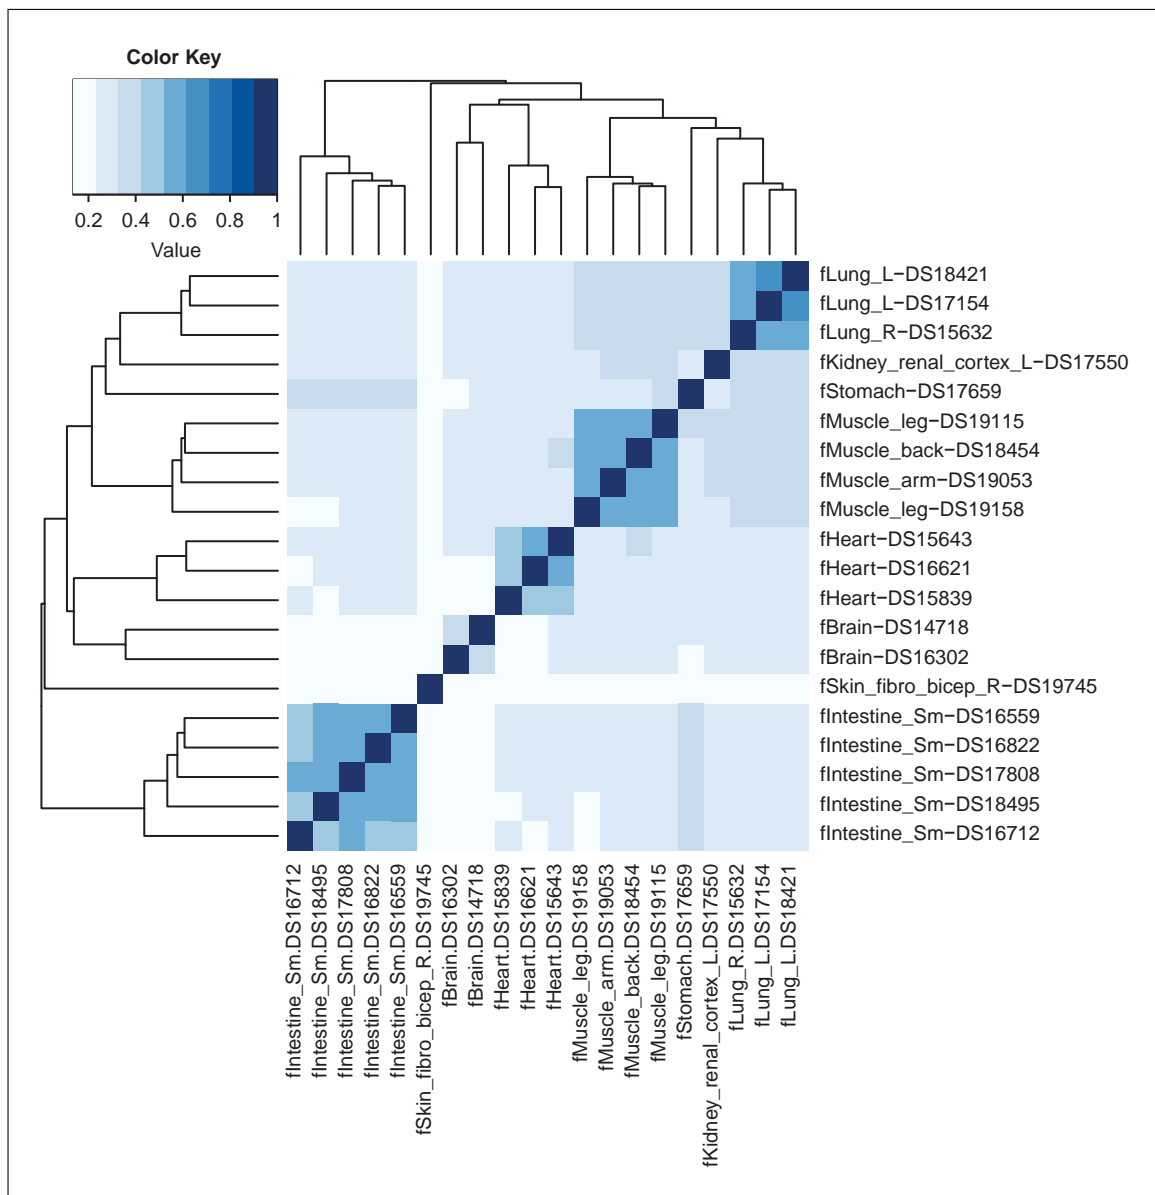 Color Key
0.2 0.4 0.6 0.8 1
Value
fLung_L−DS18421
fLung_L−DS17154
fLung_R−DS15632
fKidney_renal_cortex_L−DS17550
fStomach−DS17659
fMuscle_leg−DS19115
fMuscle_back−DS18454
fMuscle_arm−DS19053
fMuscle_leg−DS19158
fHeart−DS15643
fHeart−DS16621
fHeart−DS15839
fBrain−DS14718
fBrain−DS16302
fSkin_fibro_bicep_R−DS19745
fIntestine_Sm−DS16559
fIntestine_Sm−DS16822
fIntestine_Sm−DS17808
fIntestine_Sm−DS18495
fIntestine_Sm−DS16712
fIntestine_Sm.DS16712
fIntestine_Sm.DS18495
fIntestine_Sm.DS17808
fIntestine_Sm.DS16822
fIntestine_Sm.DS16559
fSkin_fibro_bicep_R.DS19745
fBrain.DS16302
fBrain.DS14718
fHeart.DS15839
fHeart.DS16621
fHeart.DS15643
fMuscle_leg.DS19158
fMuscle_arm.DS19053
fMuscle_back.DS18454
fMuscle_leg.DS19115
fStomach.DS17659
fKidney_renal_cortex_L.DS17550
fLung_R.DS15632
fLung_L.DS17154
fLung_L.DS18421